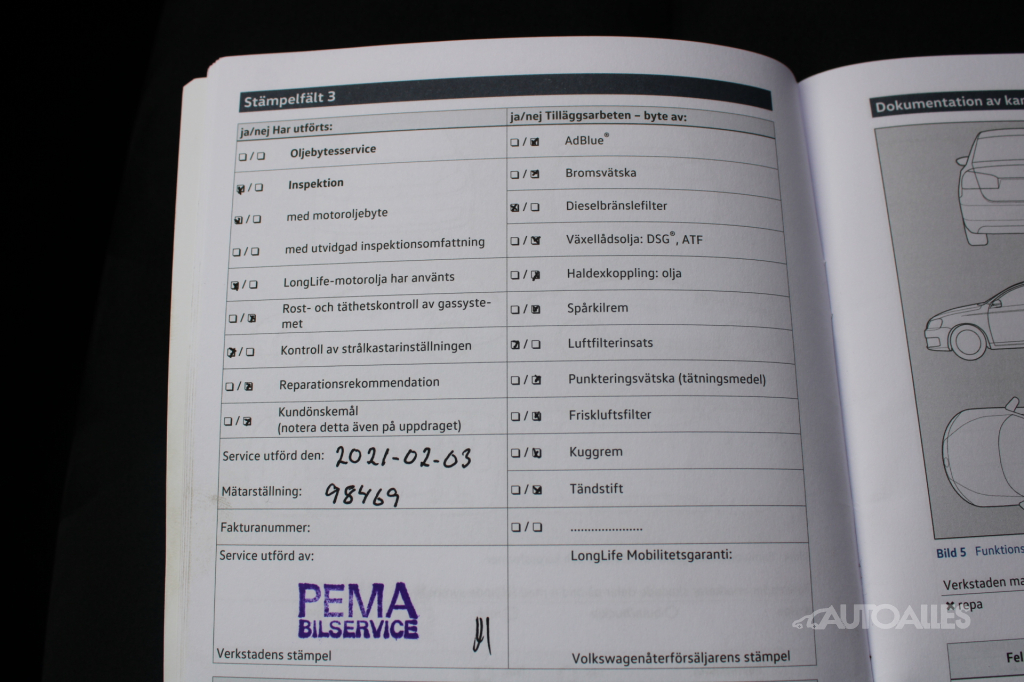 Stämpelfält 3
ja/nej Har utförts:
Oljebytesservice
Inspektion
med motoroljebyte
med utvidgad inspektionsomfattning
LongLife-motorolja har använts
Rost- och täthetskontroll av gassyste-
met
Kontroll av strålkastarinställningen
Reparationsrekommendation
Kundönskemål
(notera detta även på uppdraget)
Service utförd den: 2021-02-03
Mätarställning: 98469
Fakturanummer:
Service utförd av:
PEMA
BILSERVICE
Verkstadens stämpel
ja/nej Tilläggsarbeten – byte av:
AdBlue®
Bromsvätska
Dieselbränslefilter
Växellådsolja: DSG®, ATF
Haldexkoppling: olja
Spårkilrem
Luftfilterinsats
Punkteringsvätska (tätningsmedel)
Friskluftsfilter
Kuggrem
Tändstift
......................
LongLife Mobilitetsgaranti:
Volkswagenåterförsäljarens stämpel
Dokumentation av kar
Bild 5 Funktions
Verkstaden ma
repa
Fel
AUTOALLES